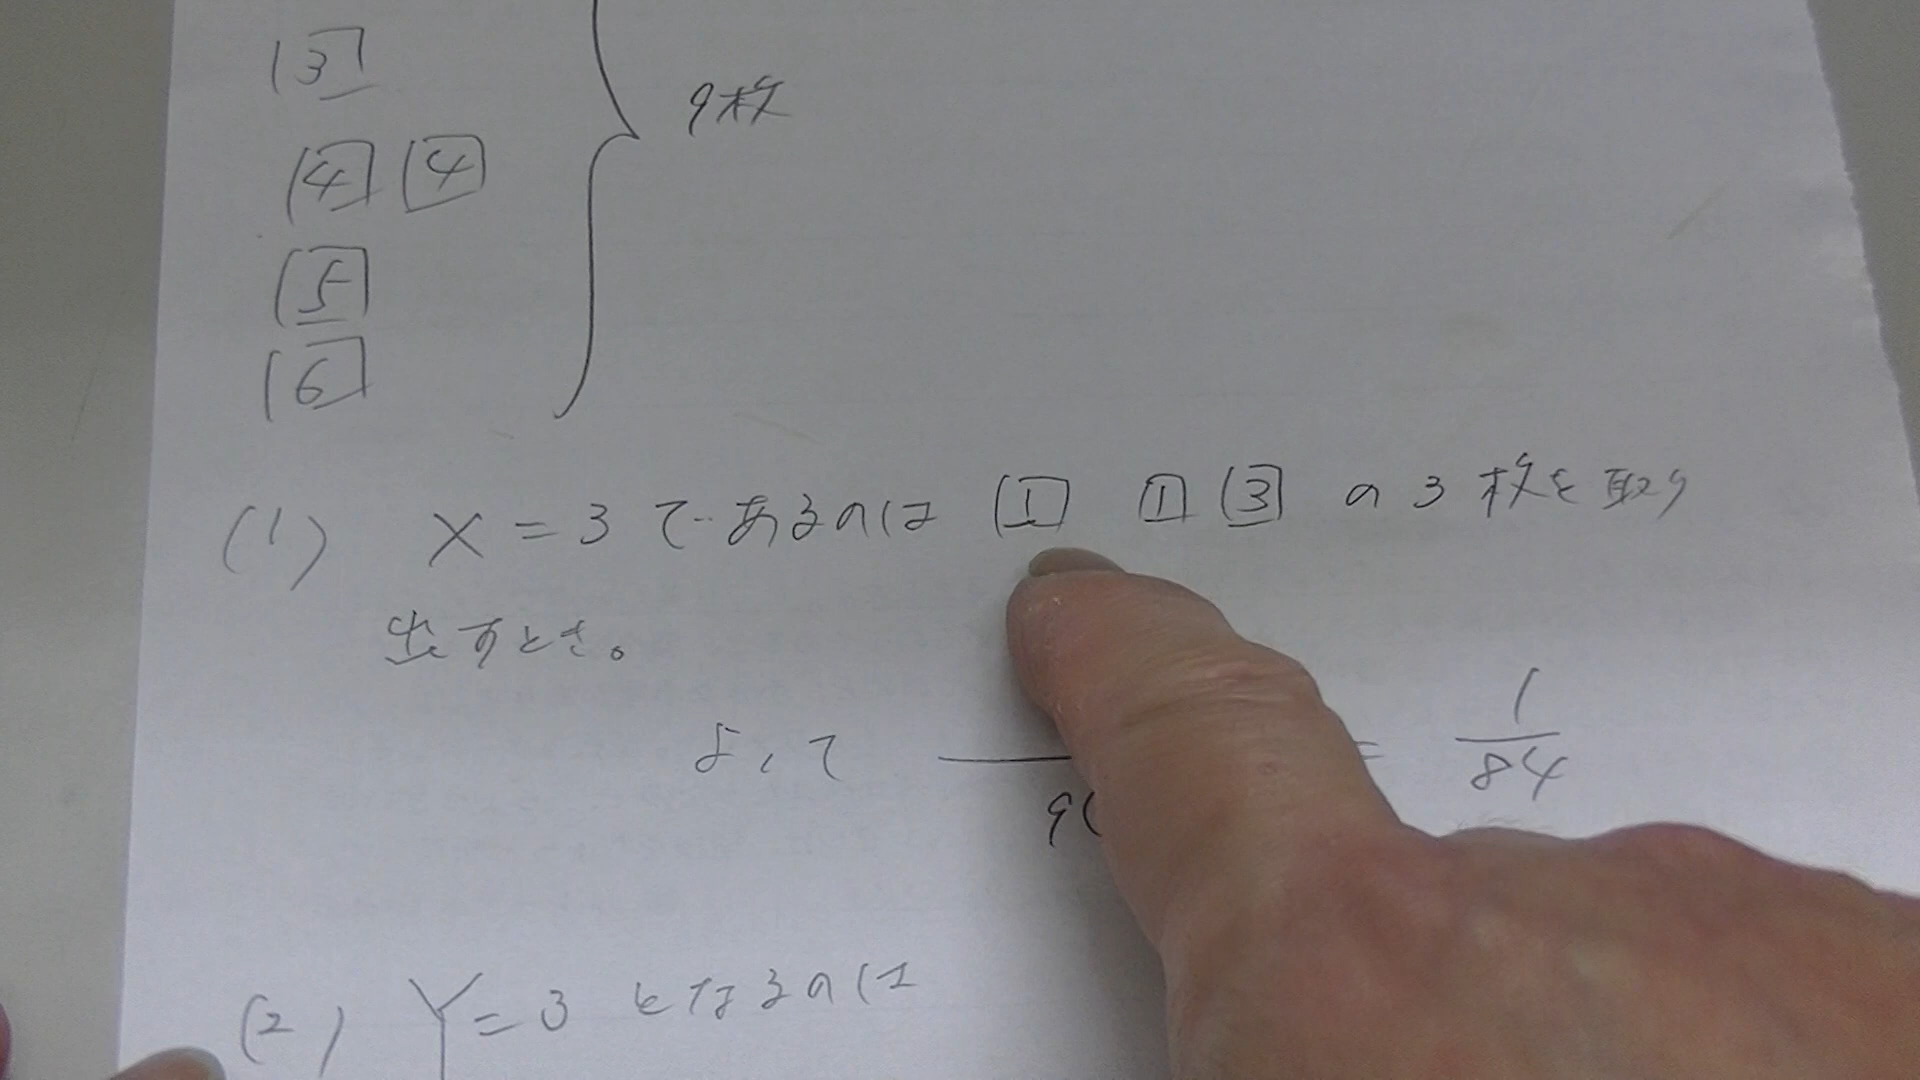 3
9枚
4 4
5
6
(1) X=3であるのは 1 1 3 の3枚を取り
出すとき。
よって 9C = 1/84
(2) Y=3となるのは